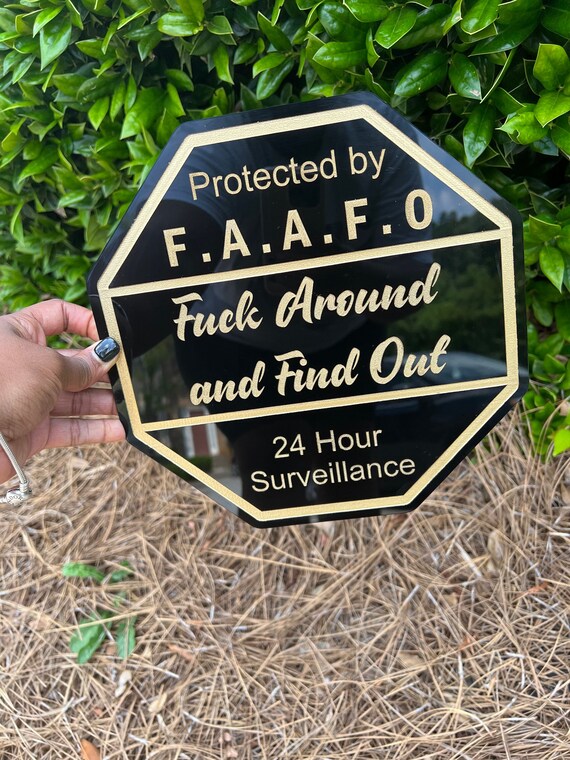 Protected by
F.A.A.F.O
Fuck Around
and Find Out
24 Hour
Surveillance